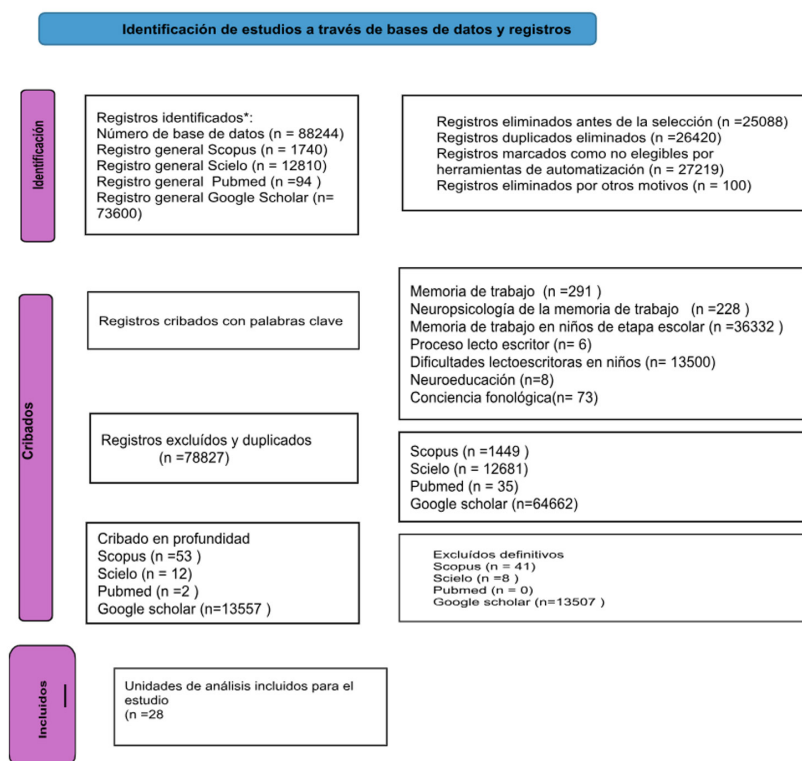 Identificación de estudios a través de bases de datos y registros
Identificación
Registros identificados*:
Número de base de datos (n = 88244)
Registro general Scopus (n = 1740)
Registro general Scielo (n = 12810)
Registro general Pubmed (n =94 )
Registro general Google Scholar (n=
73600)
Registros eliminados antes de la selección (n =25088)
Registros duplicados eliminados (n =26420)
Registros marcados como no elegibles por
herramientas de automatización (n = 27219)
Registros eliminados por otros motivos (n = 100)
Cribados
Registros cribados con palabras clave
Memoria de trabajo (n =291 )
Neuropsicología de la memoria de trabajo (n =228 )
Memoria de trabajo en niños de etapa escolar (n =36332 )
Proceso lecto escritor (n= 6)
Dificultades lectoescritoras en niños (n= 13500)
Neuroeducación (n=8)
Conciencia fonológica(n= 73)
Registros excluídos y duplicados
(n =78827)
Scopus (n =1449 )
Scielo (n = 12681)
Pubmed (n = 35)
Google scholar (n=64662)
Cribado en profundidad
Scopus (n =53 )
Scielo (n = 12)
Pubmed (n =2 )
Google scholar (n=13557 )
Excluídos definitivos
Scopus (n = 41)
Scielo (n =8 )
Pubmed (n = 0)
Google scholar (n=13507 )
Incluidos
Unidades de análisis incluidos para el
estudio
(n =28